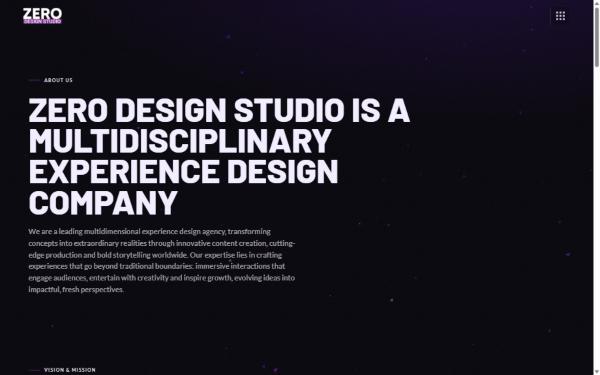 ZERO
DESIGN STUDIO
ABOUT US
ZERO DESIGN STUDIO IS A
MULTIDISCIPLINARY
EXPERIENCE DESIGN
COMPANY
We are a leading multidimensional experience design agency, transforming
concepts into extraordinary realities through innovative content creation, cutting-
edge production and bold storytelling worldwide. Our expertise lies in crafting
experiences that go beyond traditional boundaries: immersive interactions that
engage audiences, entertain with creativity and inspire growth, evolving ideas into
impactful, fresh perspectives.
VISION & MISSION